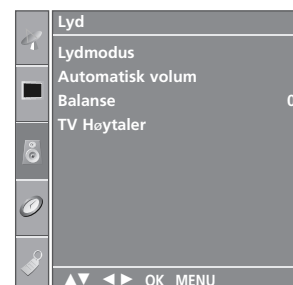 Lyd
Lydmodus
Automatisk volum
Balanse 0
TV Høytaler
▲▼ ◄► OK MENU